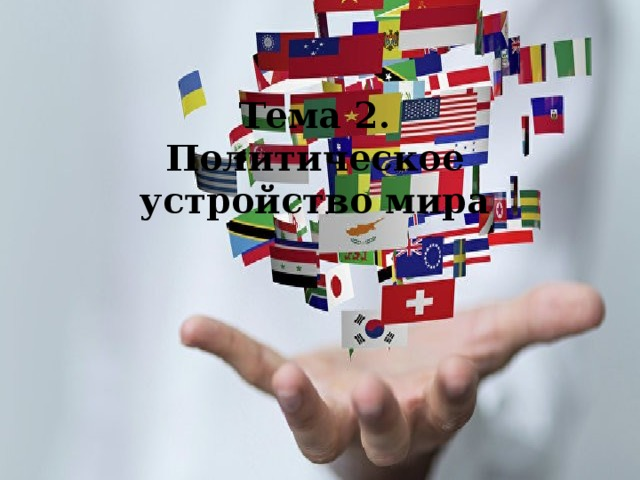 Тема 2.
Политическое
устройство мира